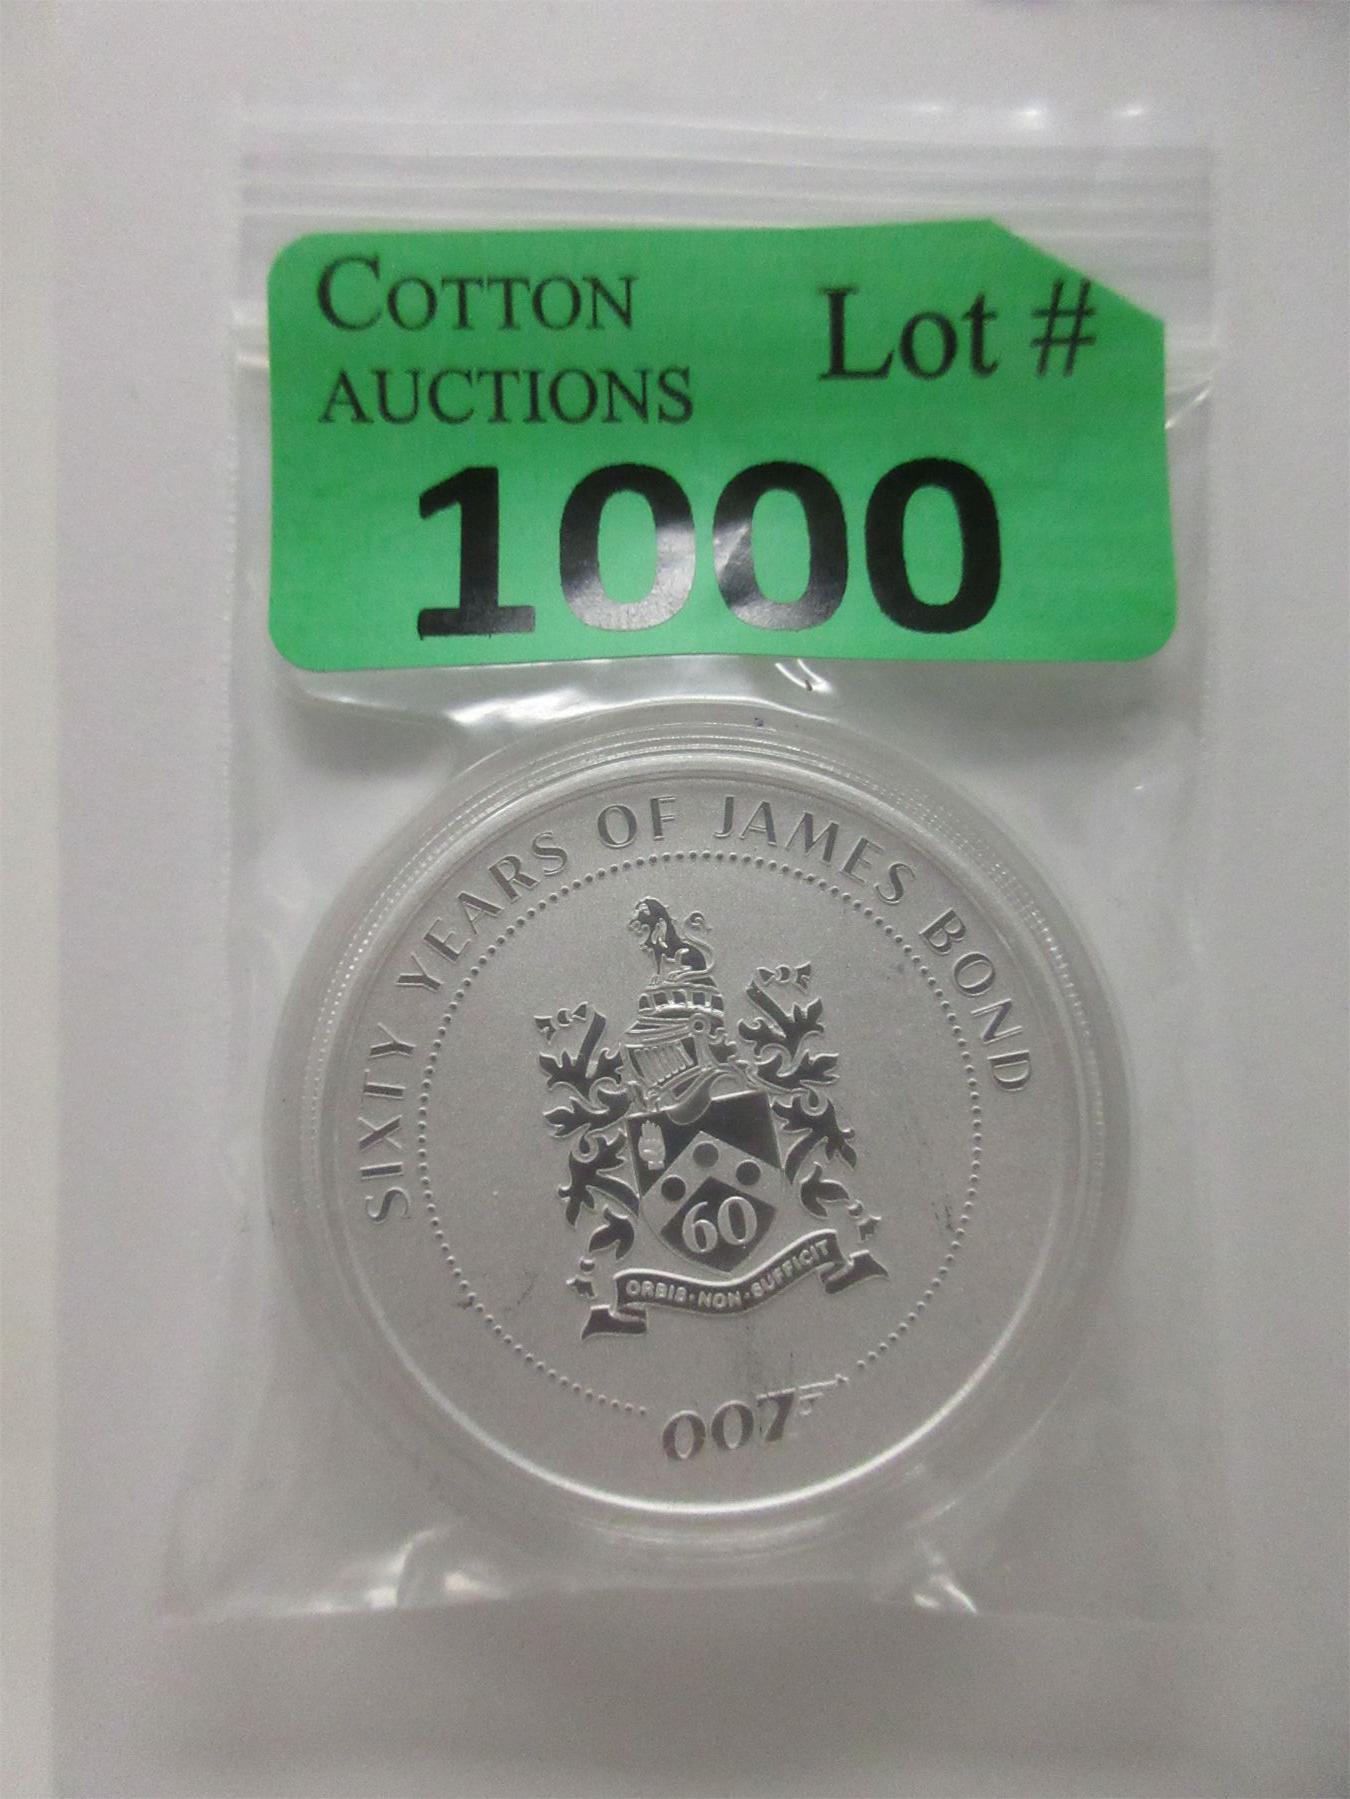 COTTON
AUCTIONS
Lot #
1000
SIXTY YEARS OF JAMES BOND
60
ORBIS·NON·SUFFICIT
007